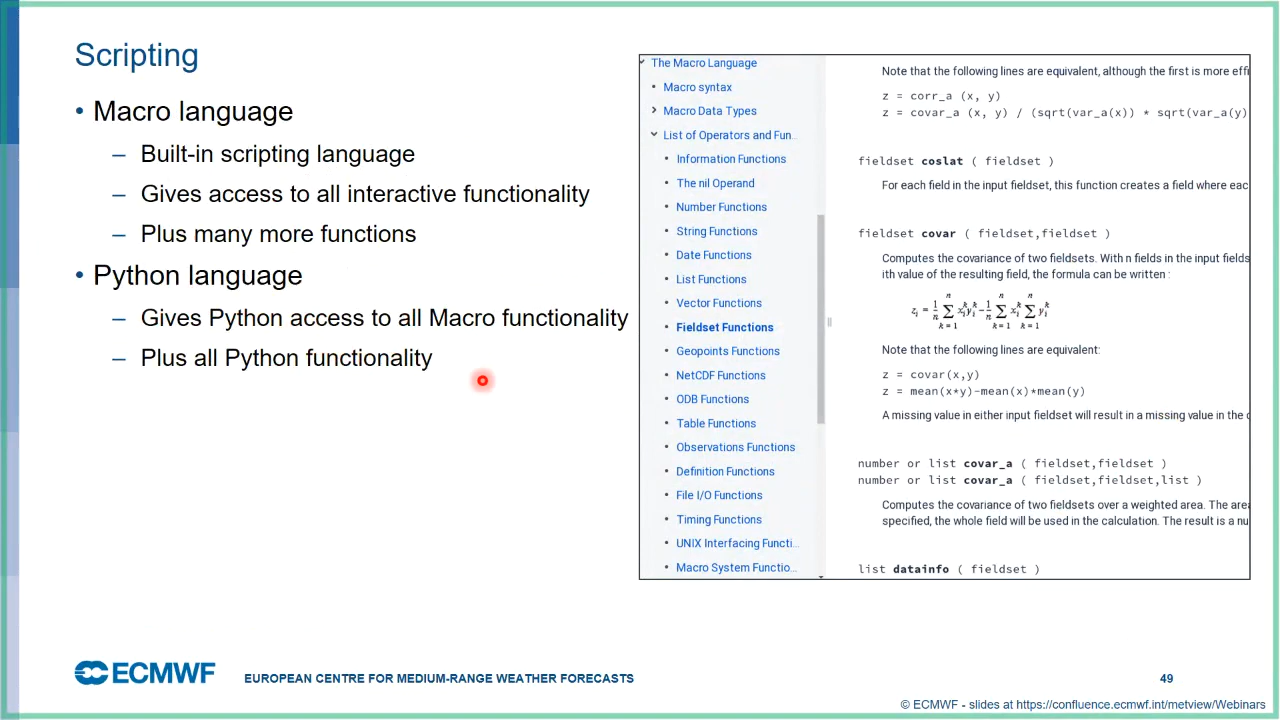 Scripting
• Macro language
– Built-in scripting language
– Gives access to all interactive functionality
– Plus many more functions
• Python language
– Gives Python access to all Macro functionality
– Plus all Python functionality
The Macro Language
Macro syntax
Macro Data Types
List of Operators and Fun..
Information Functions
The nil Operand
Number Functions
String Functions
Date Functions
List Functions
Vector Functions
Fieldset Functions
Geopoints Functions
NetCDF Functions
ODB Functions
Table Functions
Observations Functions
Definition Functions
File I/O Functions
Timing Functions
UNIX Interfacing Functi..
Macro System Functio..
Note that the following lines are equivalent, although the first is more effi
z = corr_a (x, y)
z = covar_a (x, y) / (sqrt(var_a(x)) * sqrt(var_a(y)
fieldset coslat ( fieldset )
For each field in the input fieldset, this function creates a field where eac
fieldset covar ( fieldset,fieldset )
Computes the covariance of two fieldsets. With n fields in the input fields
ith value of the resulting field, the formula can be written :
z_i = 1/n ∑_{k=1}^{n} x_i^k y_i^k - 1/n ∑_{k=1}^{n} x_i^k ∑_{k=1}^{n} y_i^k
Note that the following lines are equivalent:
z = covar(x,y)
z = mean(x*y)-mean(x)*mean(y)
A missing value in either input fieldset will result in a missing value in the
number or list covar_a ( fieldset,fieldset )
number or list covar_a ( fieldset,fieldset,list )
Computes the covariance of two fieldsets over a weighted area. The area
specified, the whole field will be used in the calculation. The result is a nu
list datainfo ( fieldset )
ECMWF
EUROPEAN CENTRE FOR MEDIUM-RANGE WEATHER FORECASTS
49
© ECMWF - slides at https://confluence.ecmwf.int/metview/Webinars